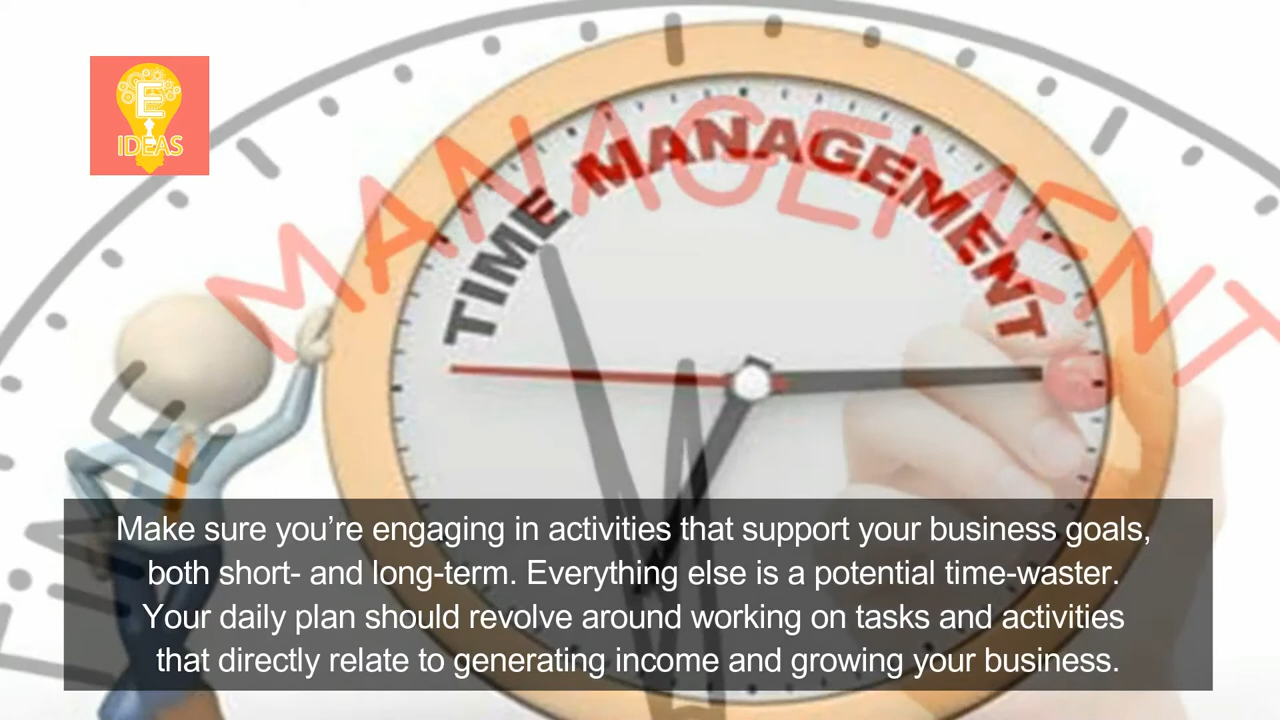 E
IDEAS
TIME MANAGEMENT
TIME MANAGEMENT
Make sure you’re engaging in activities that support your business goals,
both short- and long-term. Everything else is a potential time-waster.
Your daily plan should revolve around working on tasks and activities
that directly relate to generating income and growing your business.